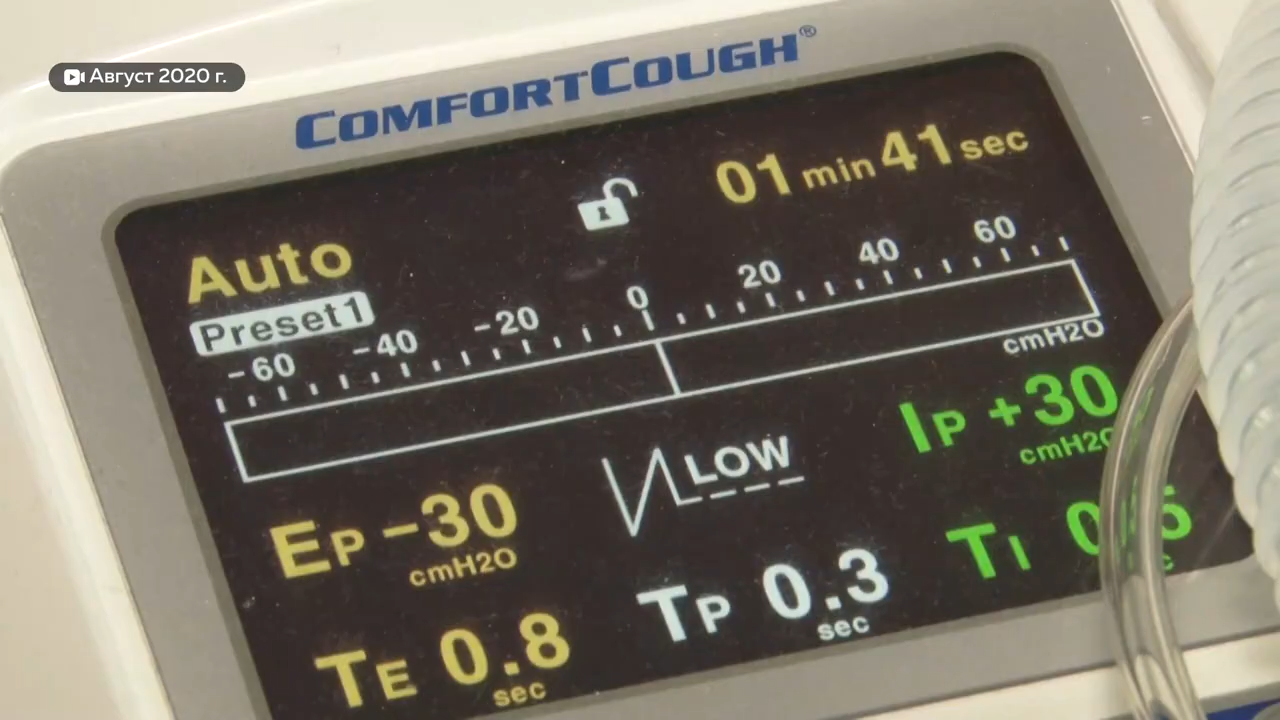 Август 2020 г.
COMFORTCOUGH®
01 min 41 sec
Auto
Preset1
-60 -40 -20 0 20 40 60
cmH2O
IP +30
cmH2O
LOW
EP -30
cmH2O
TI
TP 0.3
sec
TE 0.8
sec